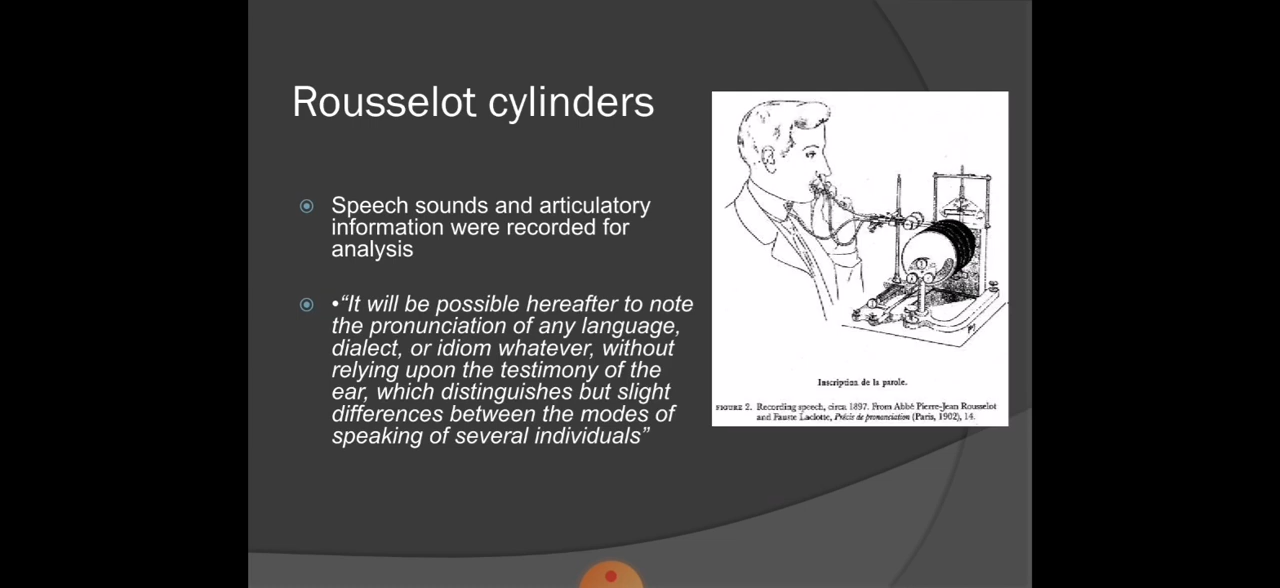 Rousselot cylinders
Speech sounds and articulatory
information were recorded for
analysis
•“It will be possible hereafter to note
the pronunciation of any language,
dialect, or idiom whatever, without
relying upon the testimony of the
ear, which distinguishes but slight
differences between the modes of
speaking of several individuals”
Inscription de la parole.
FIGURE 2. Recording speech, circa 1897. From Abbé Pierre-Jean Rousselot
and Fauste Laclotte, Précis de prononciation (Paris, 1902), 14.